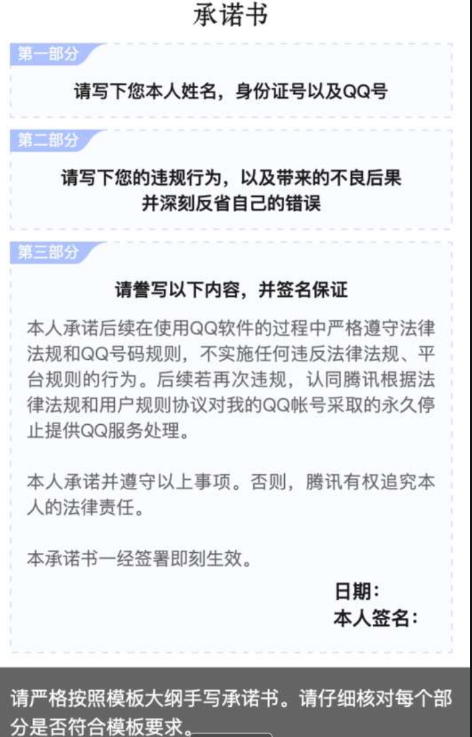 承诺书
第一部分
请写下您本人姓名，身份证号以及QQ号
第二部分
请写下您的违规行为，以及带来的不良后果
并深刻反省自己的错误
第三部分
请誊写以下内容，并签名保证
本人承诺后续在使用QQ软件的过程中严格遵守法律
法规和QQ号码规则，不实施任何违反法律法规、平
台规则的行为。后续若再次违规，认同腾讯根据法
律法规和用户规则协议对我的QQ帐号采取的永久停
止提供QQ服务处理。
本人承诺并遵守以上事项。否则，腾讯有权追究本
人的法律责任。
本承诺书一经签署即刻生效。
日期：
本人签名：
请严格按照模板大纲手写承诺书。请仔细核对每个部
分是否符合模板要求。